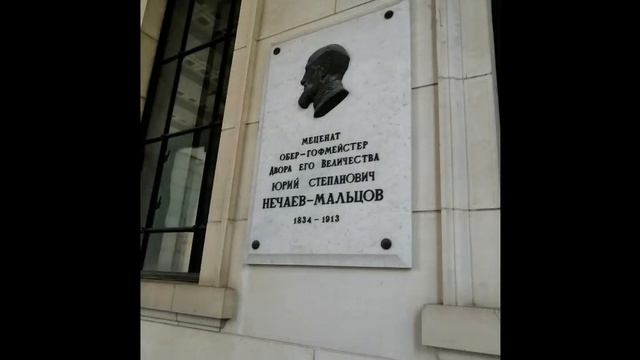 МЕЦЕНАТ
ОБЕР-ГОФМЕЙСТЕР
ДВОРА ЕГО ВЕЛИЧЕСТВА
ЮРИЙ СТЕПАНОВИЧ
НЕЧАЕВ-МАЛЬЦОВ
1834-1913